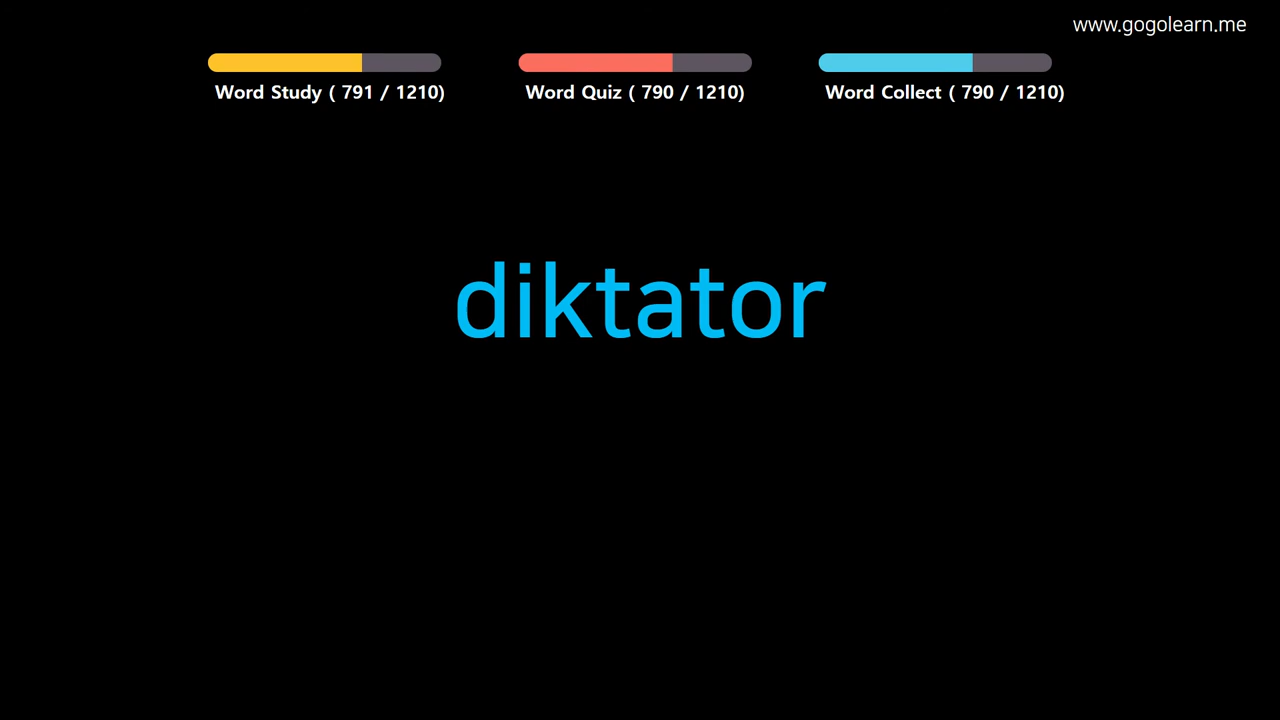 www.gogolearn.me
Word Study ( 791 / 1210)
Word Quiz ( 790 / 1210)
Word Collect ( 790 / 1210)
diktator